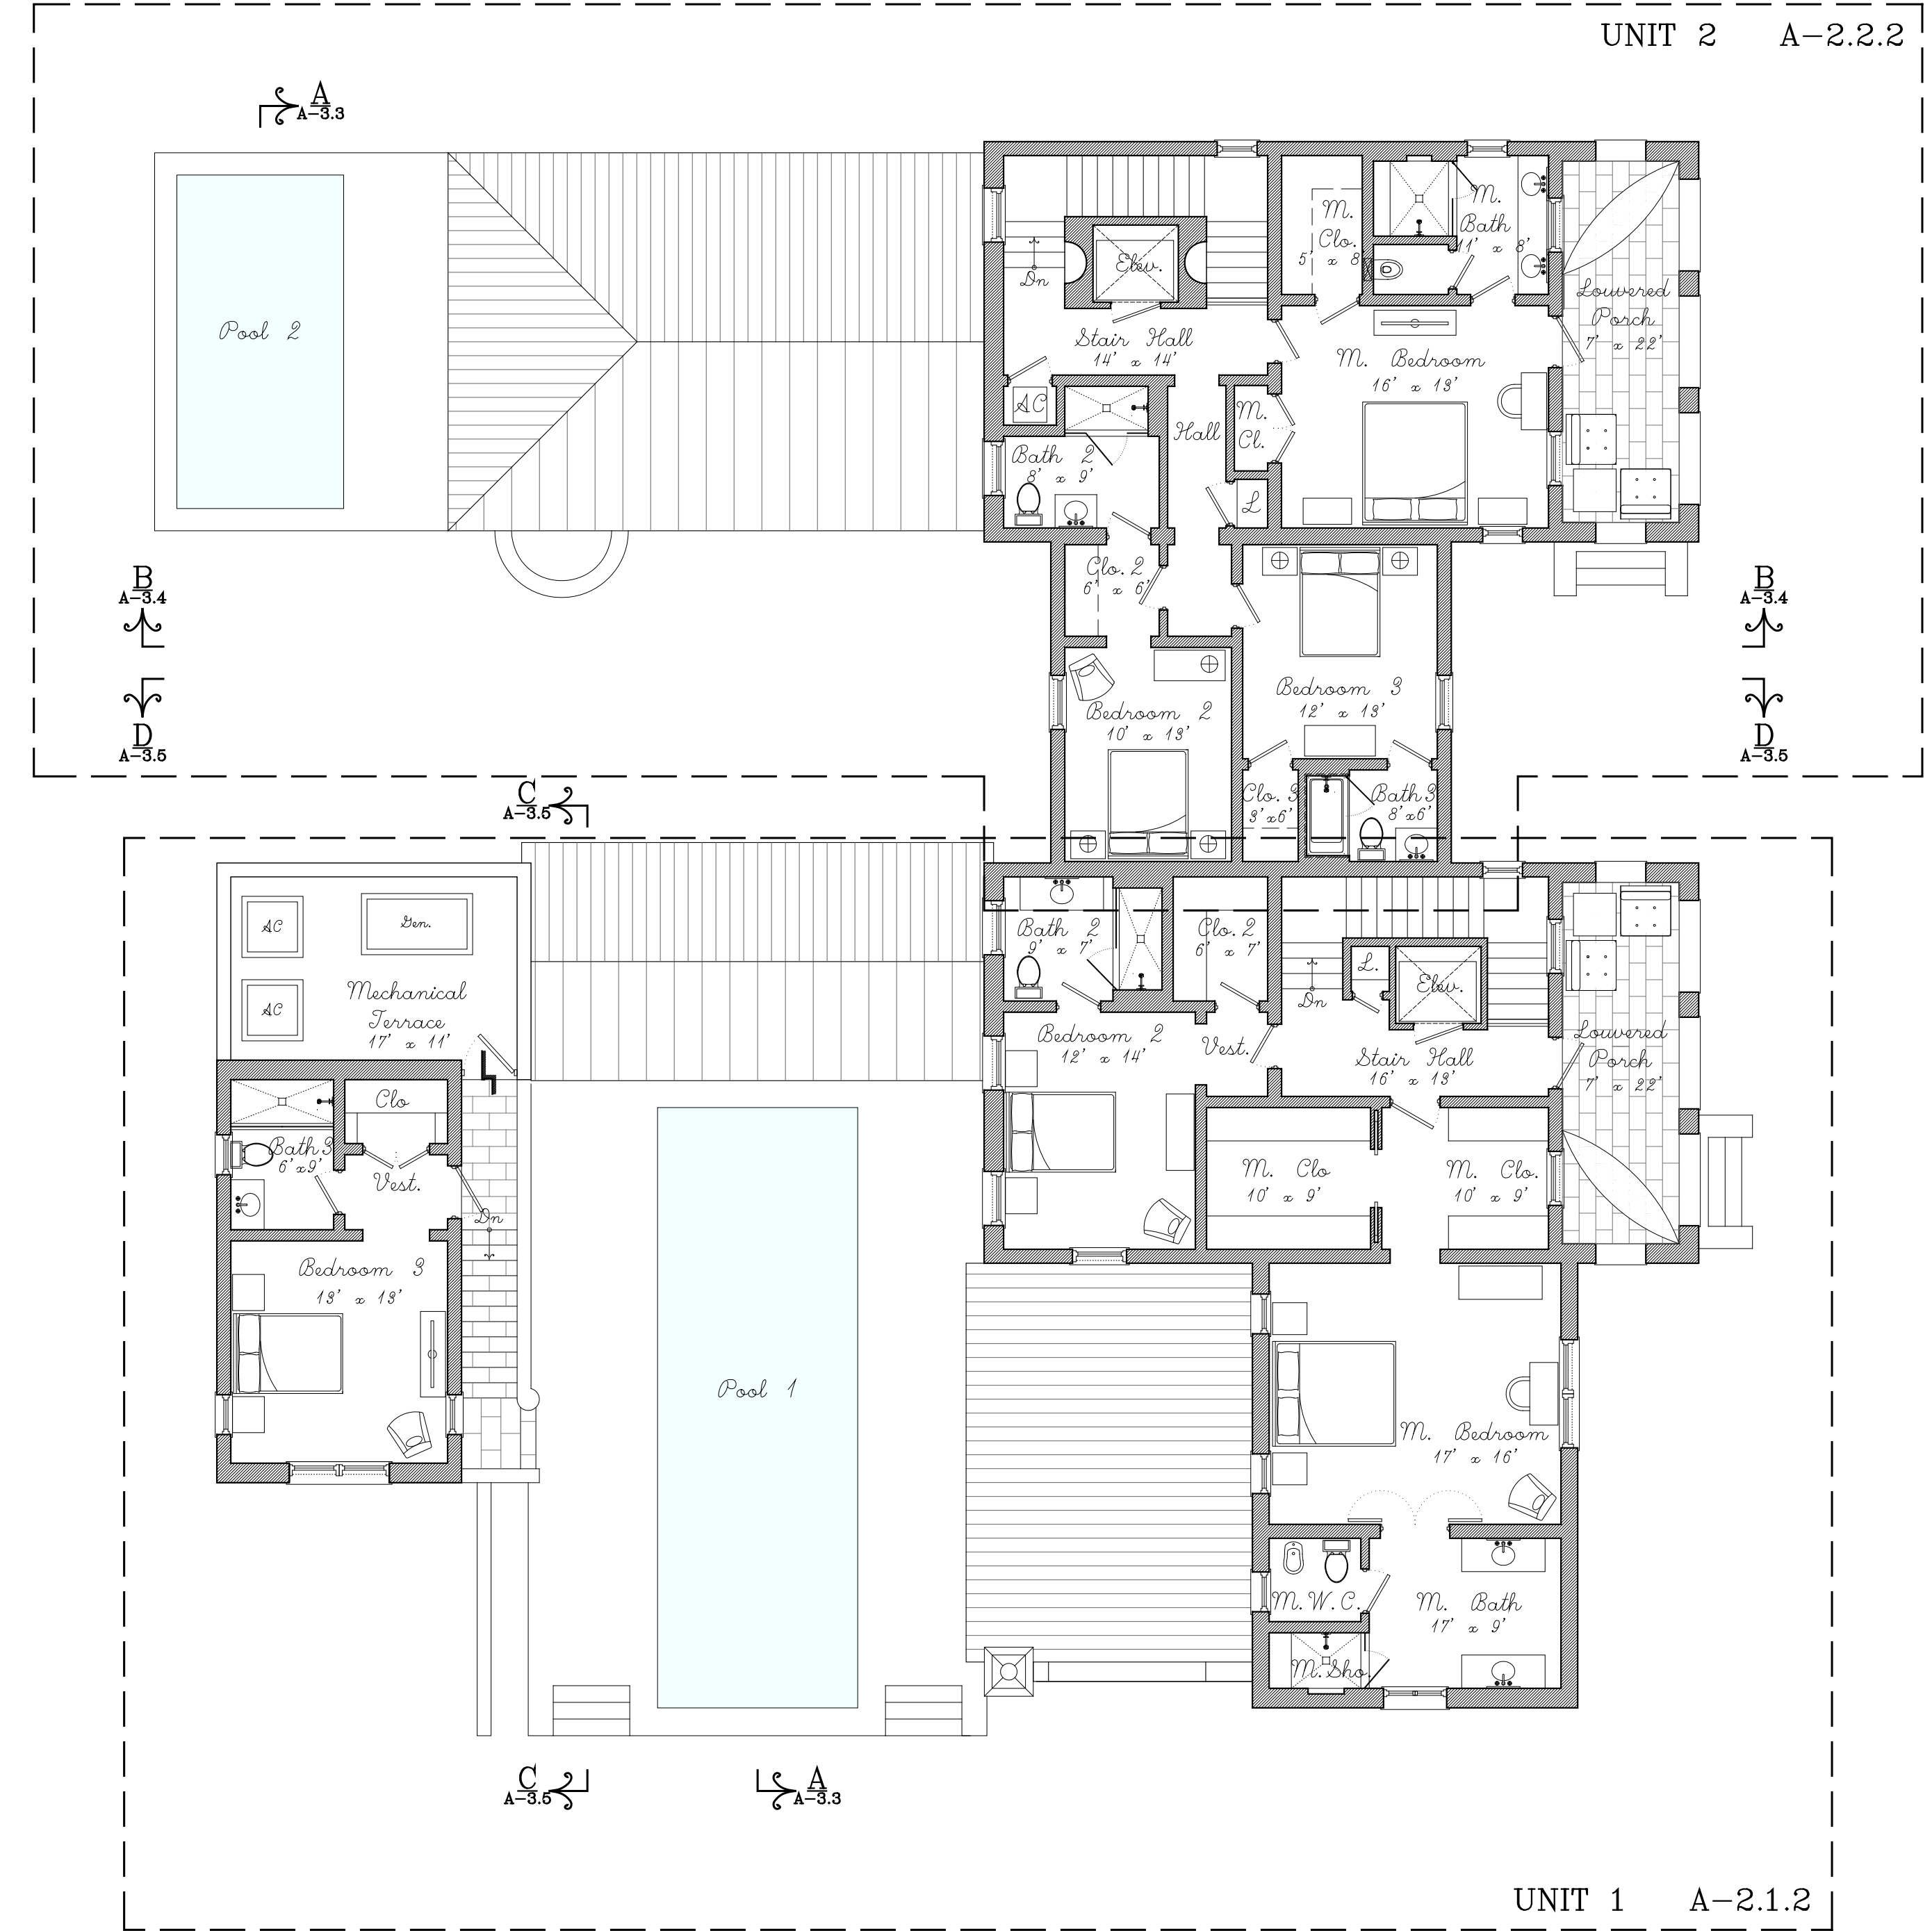 UNIT 2 A-2.2.2
A
A-3.3
M.
Clo.
5' x 8'
M.
Bath
11' x 8'
Elev.
Dn
Louvered
Porch
7' x 22'
Pool 2
Stair Hall
14' x 14'
M. Bedroom
16' x 13'
AC
M.
Cl.
Hall
Bath 2
8' x 9'
L
Clo. 2
6' x 6'
B
A-3.4
B
A-3.4
D
A-3.5
D
A-3.5
Bedroom 3
12' x 13'
Bedroom 2
10' x 13'
Clo. 3
3' x6'
Bath 3
8' x6'
C
A-3.5
AC
Gen.
AC
Mechanical
Terrace
17' x 11'
Bath 2
9' x 7'
Clo. 2
6' x 7'
L.
Elev.
Dn
Bedroom 2
12' x 14'
Vest.
Stair Hall
16' x 13'
Louvered
Porch
7' x 22'
Clo
Bath 3
6' x9'
Vest.
Dn
M. Clo
10' x 9'
M. Clo.
10' x 9'
Bedroom 3
13' x 13'
Pool 1
M. Bedroom
17' x 16'
M. W. C.
M. Bath
17' x 9'
M. Sho.
C
A-3.5
A
A-3.3
UNIT 1 A-2.1.2